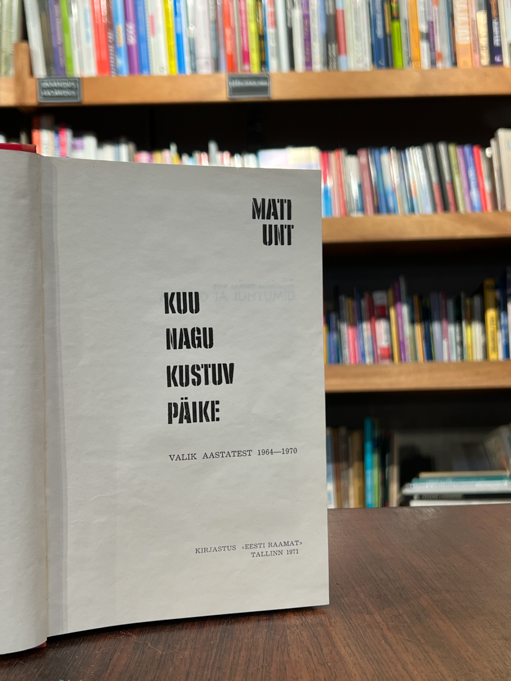 MATI
UNT
KUU
NAGU
KUSTUV
PÄIKE
VALIK AASTATEST 1964—1970
KIRJASTUS «EESTI RAAMAT»
TALLINN 1971